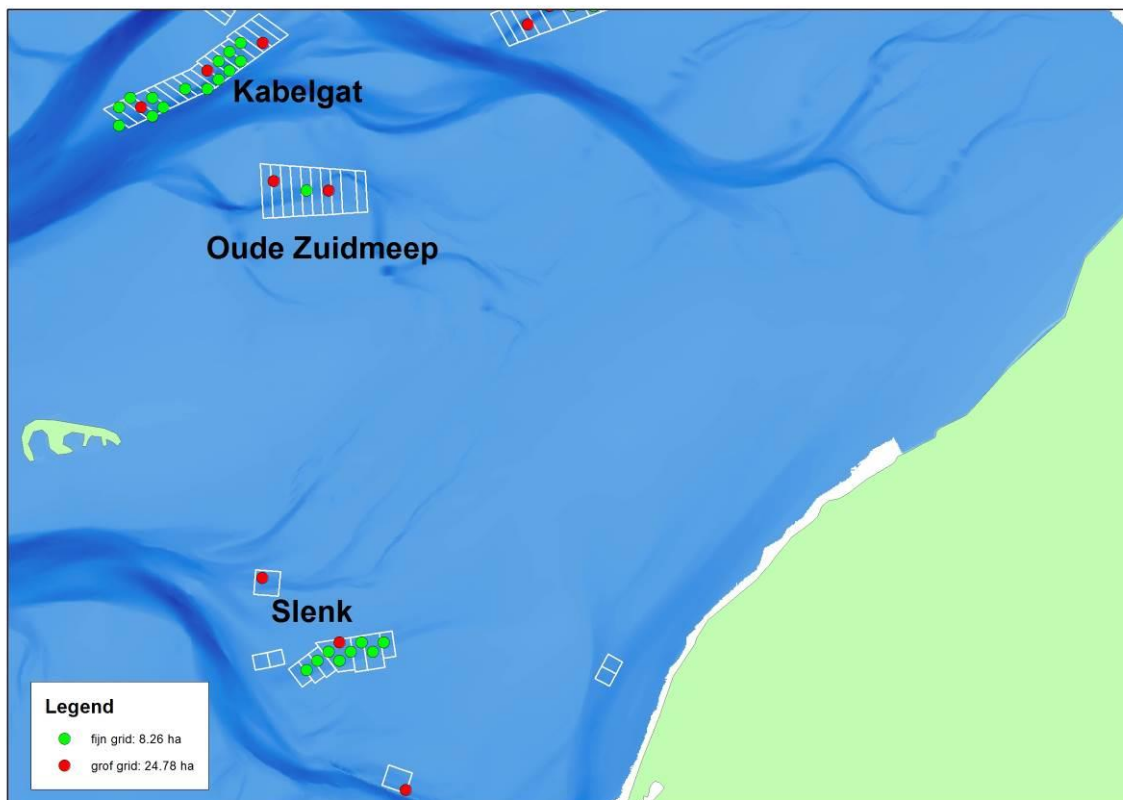 Kabelgat
Oude Zuidmeep
Slenk
Legend
fijn grid: 8.26 ha
grof grid: 24.78 ha